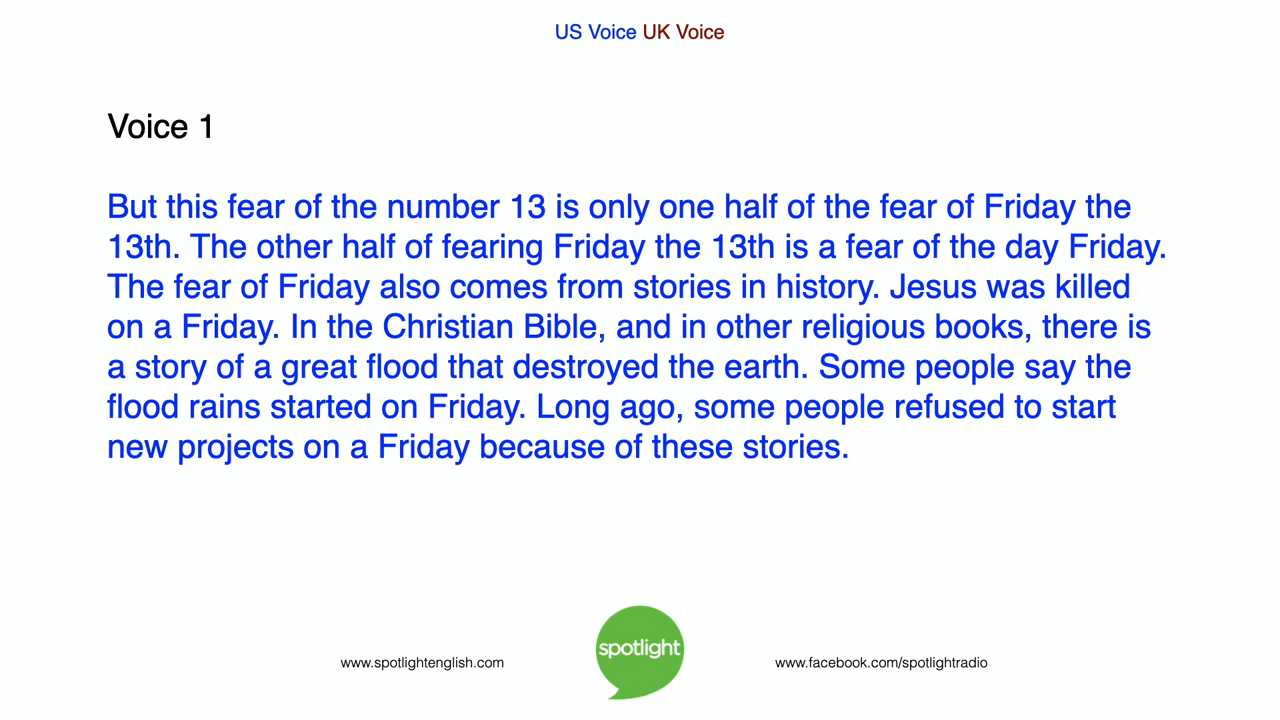 US Voice UK Voice
Voice 1
But this fear of the number 13 is only one half of the fear of Friday the
13th. The other half of fearing Friday the 13th is a fear of the day Friday.
The fear of Friday also comes from stories in history. Jesus was killed
on a Friday. In the Christian Bible, and in other religious books, there is
a story of a great flood that destroyed the earth. Some people say the
flood rains started on Friday. Long ago, some people refused to start
new projects on a Friday because of these stories.
www.spotlightenglish.com
spotlight
www.facebook.com/spotlightradio